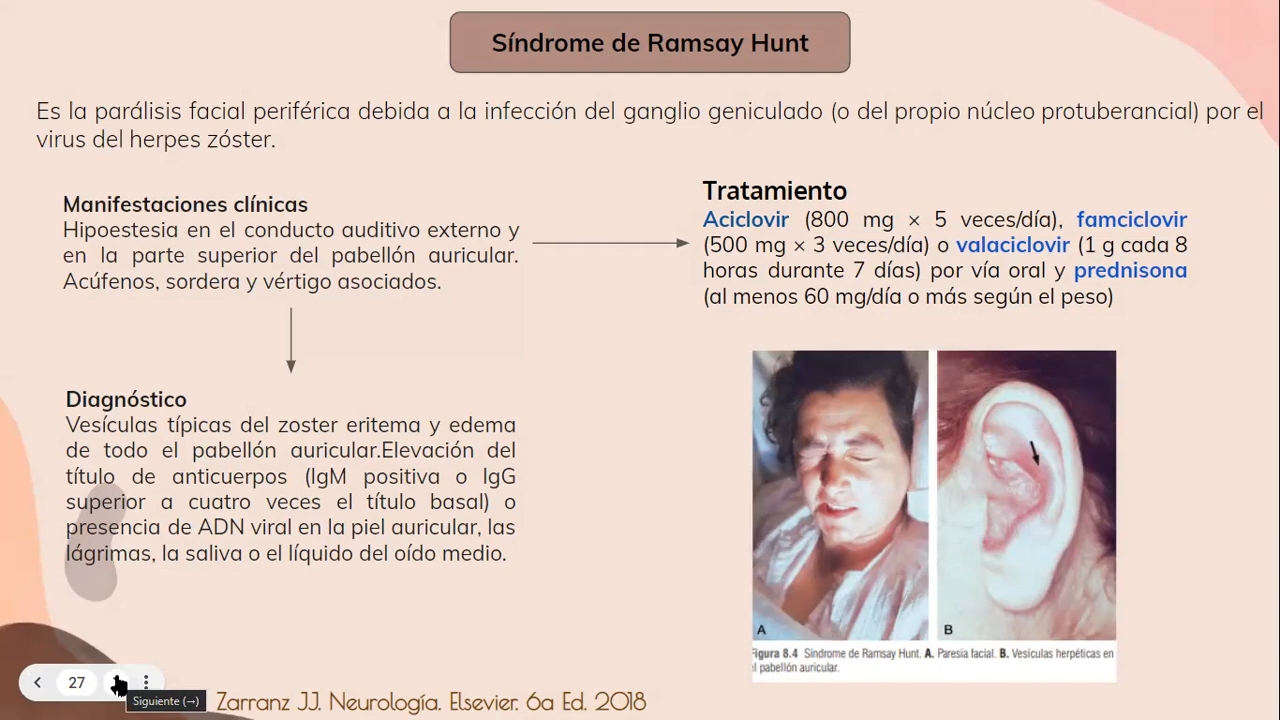 Síndrome de Ramsay Hunt
Es la parálisis facial periférica debida a la infección del ganglio geniculado (o del propio núcleo protuberancial) por el
virus del herpes zóster.
Manifestaciones clínicas
Hipoestesia en el conducto auditivo externo y
en la parte superior del pabellón auricular.
Acúfenos, sordera y vértigo asociados.
Tratamiento
Aciclovir (800 mg × 5 veces/día), famciclovir
(500 mg × 3 veces/día) o valaciclovir (1 g cada 8
horas durante 7 días) por vía oral y prednisona
(al menos 60 mg/día o más según el peso)
Diagnóstico
Vesículas típicas del zoster eritema y edema
de todo el pabellón auricular.Elevación del
título de anticuerpos (IgM positiva o IgG
superior a cuatro veces el título basal) o
presencia de ADN viral en la piel auricular, las
lágrimas, la saliva o el líquido del oído medio.
A
B
igura 8.4 Síndrome de Ramsay Hunt. A. Paresia facial. B. Vesículas herpéticas en
l pabellón auricular.
27
Siguiente (→)
Zarranz JJ. Neurología. Elsevier. 6a Ed. 2018